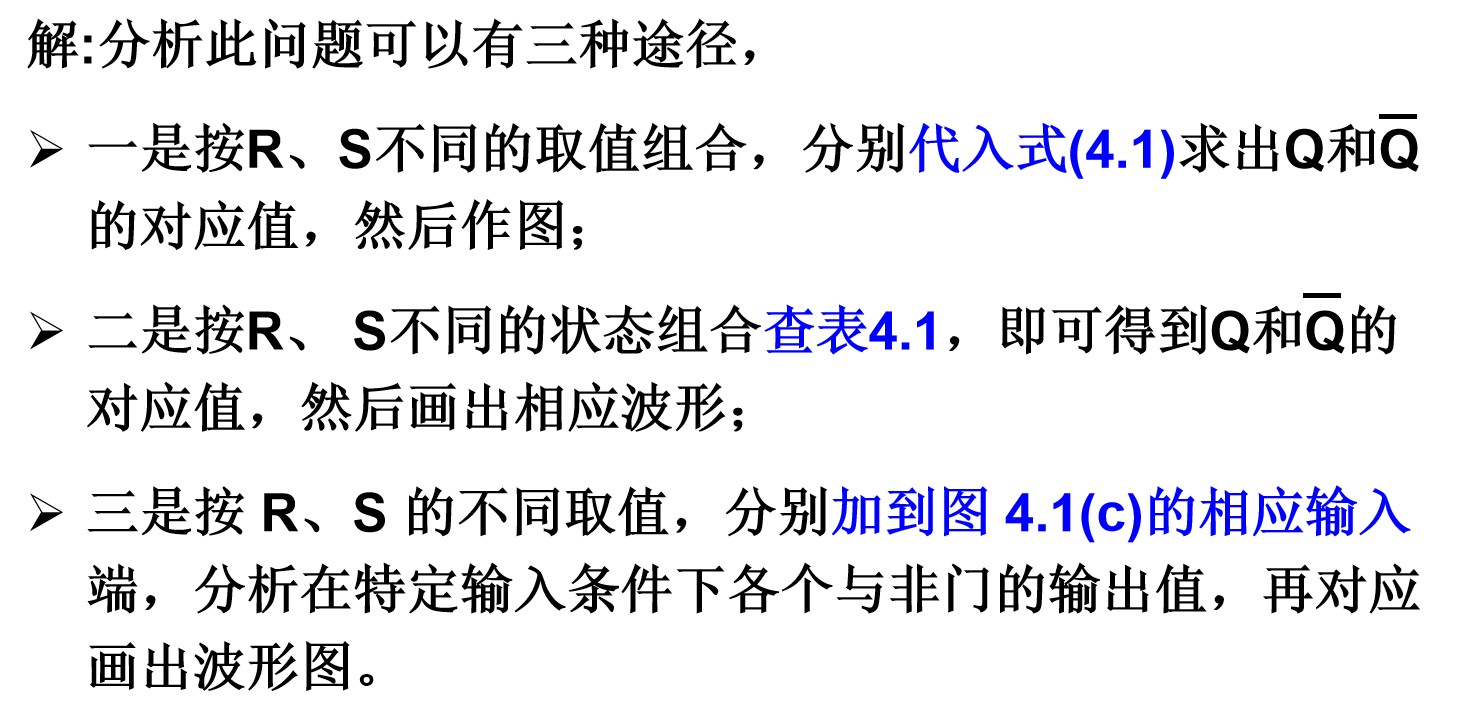 解:分析此问题可以有三种途径，
➢ 一是按R、S不同的取值组合，分别代入式(4.1)求出Q和Q̅
的对应值，然后作图；
➢ 二是按R、 S不同的状态组合查表4.1，即可得到Q和Q̅的
对应值，然后画出相应波形；
➢ 三是按 R、S 的不同取值，分别加到图 4.1(c)的相应输入
端，分析在特定输入条件下各个与非门的输出值，再对应
画出波形图。